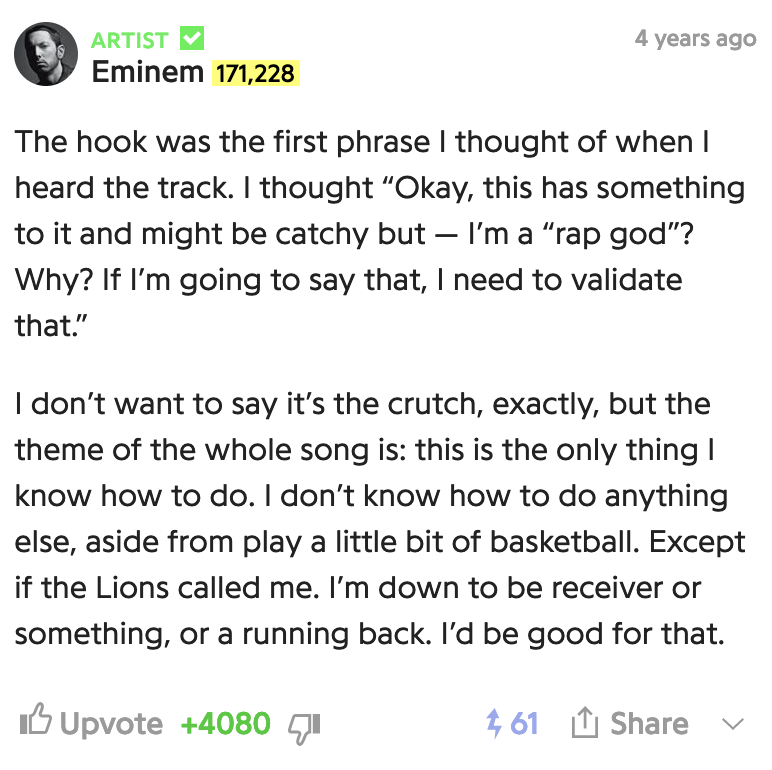 ARTIST
4 years ago
Eminem 171,228
The hook was the first phrase I thought of when I
heard the track. I thought “Okay, this has something
to it and might be catchy but — I’m a “rap god”?
Why? If I’m going to say that, I need to validate
that.”
I don’t want to say it’s the crutch, exactly, but the
theme of the whole song is: this is the only thing I
know how to do. I don’t know how to do anything
else, aside from play a little bit of basketball. Except
if the Lions called me. I’m down to be receiver or
something, or a running back. I’d be good for that.
Upvote +4080 61 Share